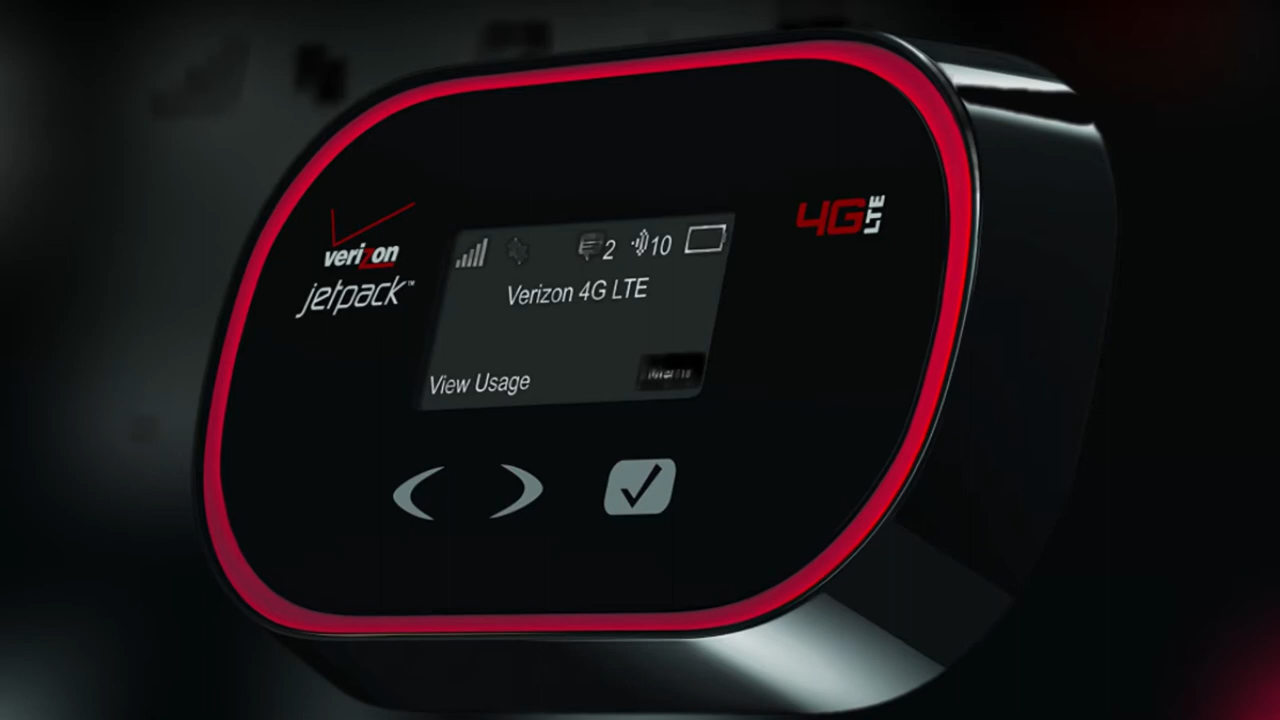 verizon
jetpack™
4G LTE
2 10
Verizon 4G LTE
View Usage